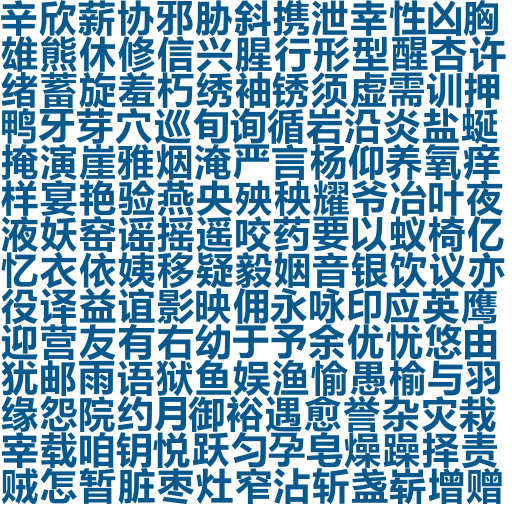 辛欣薪协邪胁斜携泄幸性凶胸
雄熊休修信兴腥行形型醒杏许
绪蓄旋羞朽绣袖锈须虚需训押
鸭牙芽穴巡旬询循岩沿炎盐蜒
掩演崖雅烟淹严言杨仰养氧痒
样宴艳验燕央殃秧耀爷冶叶夜
液妖窑谣摇遥咬药要以蚁椅亿
忆衣依姨移疑毅姻音银饮议亦
役译益谊影映佣永咏印应英鹰
迎营友有右幼于予余优忧悠由
犹邮雨语狱鱼娱渔愉愚榆与羽
缘怨院约月御裕遇愈誉杂灾栽
宰载咱钥悦跃匀孕皂燥躁择责
贼怎暂脏枣灶窄沾斩盏崭增赠